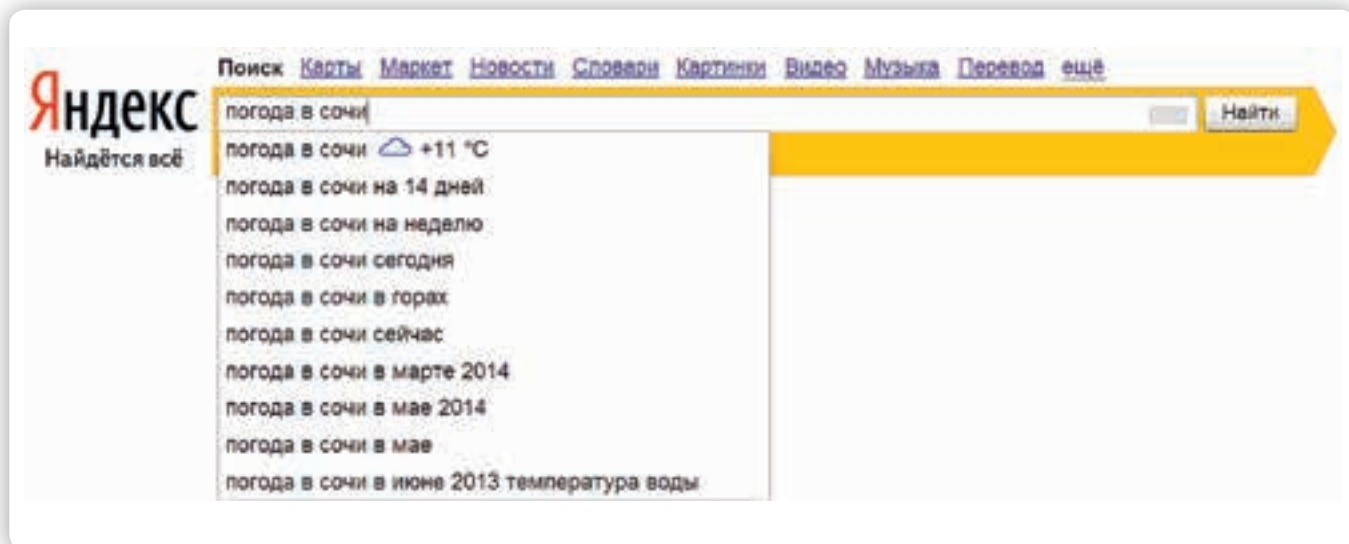 Поиск Карты Маркет Новости Словари Картинки Видео Музыка Перевод ещё
Яндекс
Найдётся всё
погода в сочи
Найти
погода в сочи +11 °C
погода в сочи на 14 дней
погода в сочи на неделю
погода в сочи сегодня
погода в сочи в горах
погода в сочи сейчас
погода в сочи в марте 2014
погода в сочи в мае 2014
погода в сочи в мае
погода в сочи в июне 2013 температура воды